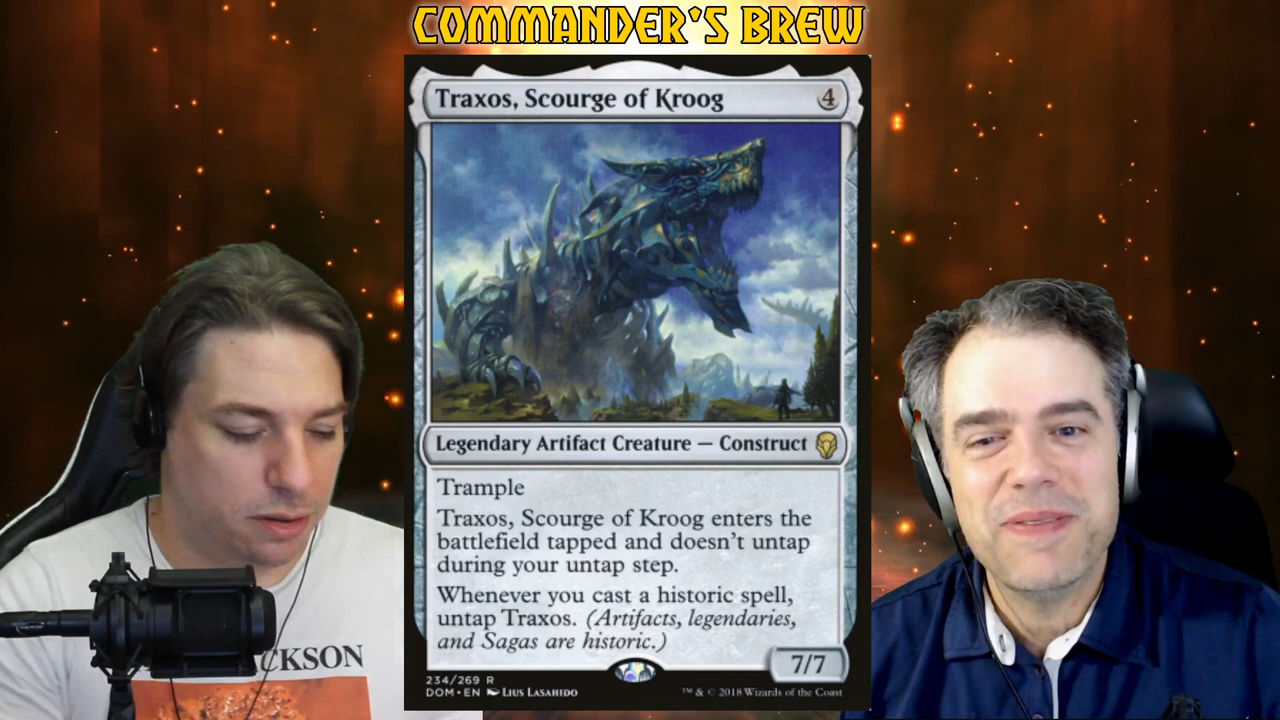 COMMANDER'S BREW
Traxos, Scourge of Kroog 4
Legendary Artifact Creature — Construct
Trample
Traxos, Scourge of Kroog enters the
battlefield tapped and doesn't untap
during your untap step.
Whenever you cast a historic spell,
untap Traxos. (Artifacts, legendaries,
and Sagas are historic.)
7/7
234/269 R
DOM • EN Lius Lasahido
™ & © 2018 Wizards of the Coast
CKSON